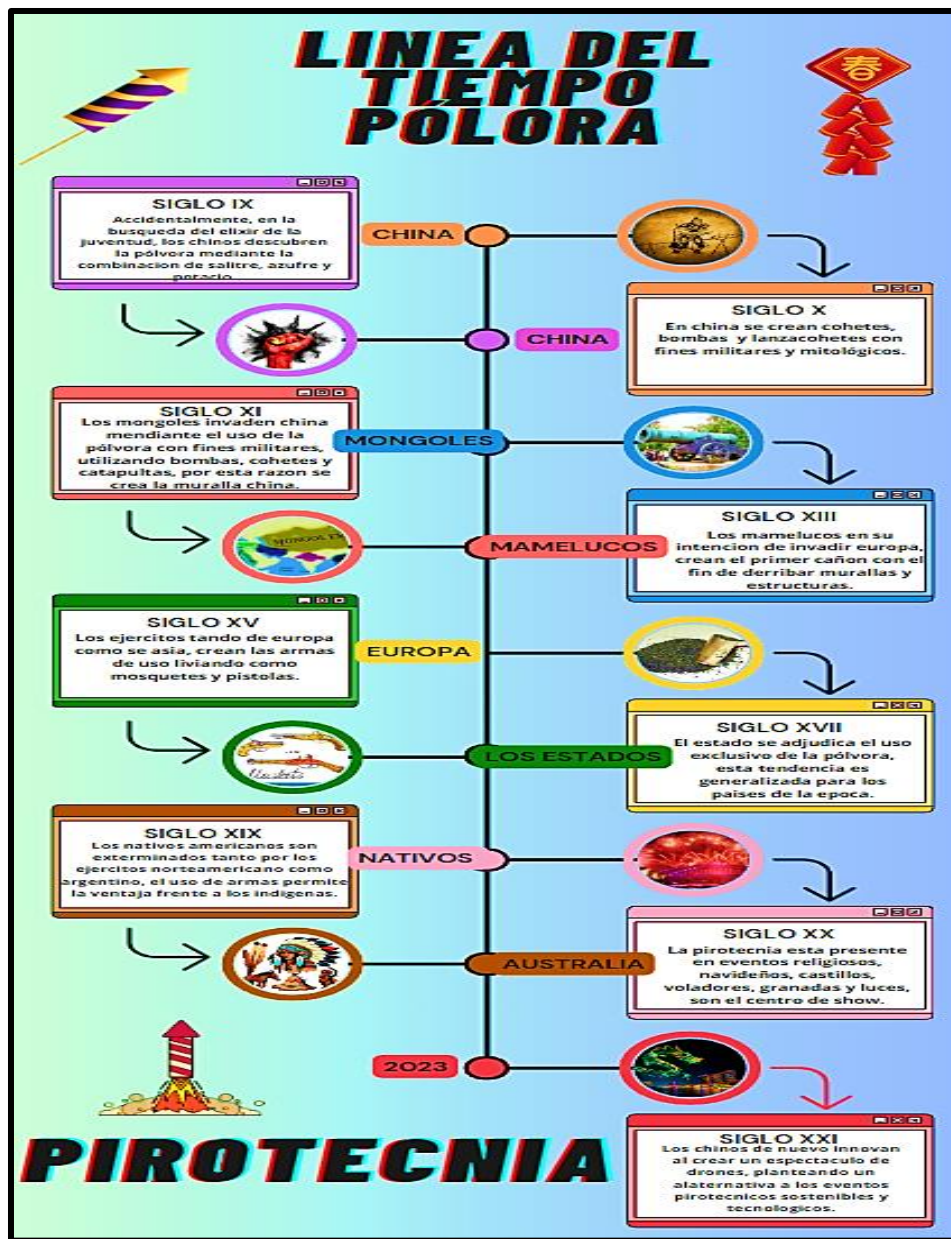 LINEA DEL
TIEMPO
PÓLORA
春
SIGLO IX
Accidentalmente, en la
busqueda del elixir de la
juventud, los chinos descubren
la pólvora mediante la
combinacion de salitre, azufre y
potacio.
CHINA
SIGLO X
En china se crean cohetes,
bombas y lanzacohetes con
fines militares y mitológicos.
CHINA
SIGLO XI
Los mongoles invaden china
mendiante el uso de la
pólvora con fines militares,
utilizando bombas, cohetes y
catapultas, por esta razon se
crea la muralla china.
MONGOLES
SIGLO XIII
Los mamelucos en su
intencion de invadir europa,
crean el primer cañon con el
fin de derribar murallas y
estructuras.
MONGOLES
MAMELUCOS
SIGLO XV
Los ejercitos tando de europa
como se asia, crean las armas
de uso liviando como
mosquetes y pistolas.
EUROPA
SIGLO XVII
El estado se adjudica el uso
exclusivo de la pólvora,
esta tendencia es
generalizada para los
paises de la epoca.
LOS ESTADOS
SIGLO XIX
Los nativos americanos son
exterminados tanto por los
ejercitos norteamericano como
argentino, el uso de armas permite
la ventaja frente a los indigenas.
NATIVOS
SIGLO XX
La pirotecnia esta presente
en eventos religiosos,
navideños, castillos,
voladores, granadas y luces,
son el centro de show.
AUSTRALIA
2023
SIGLO XXI
Los chinos de nuevo innovan
al crear un espectaculo de
drones, planteando un
alaternativa a los eventos
pirotecnicos sostenibles y
tecnologicos.
PIROTECNIA